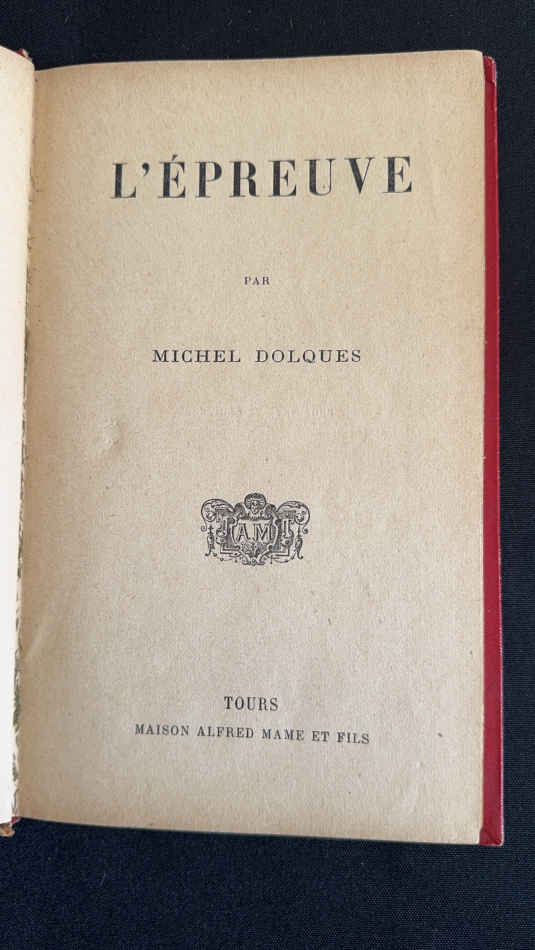 L'ÉPREUVE
PAR
MICHEL DOLQUES
AM
TOURS
MAISON ALFRED MAME ET FILS